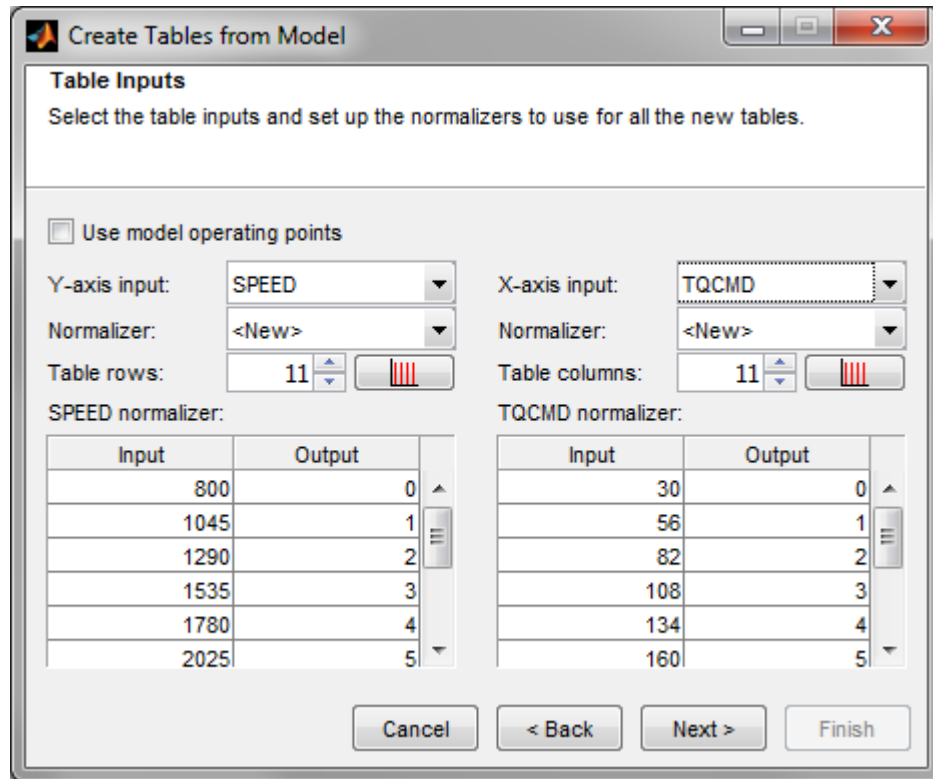 Create Tables from Model
Table Inputs
Select the table inputs and set up the normalizers to use for all the new tables.
Use model operating points
Y-axis input: SPEED X-axis input: TQCMD
Normalizer: <New> Normalizer: <New>
Table rows: 11 Table columns: 11
SPEED normalizer: TQCMD normalizer:
Input Output Input Output
800 0 30 0
1045 1 56 1
1290 2 82 2
1535 3 108 3
1780 4 134 4
2025 5 160 5
Cancel < Back Next > Finish